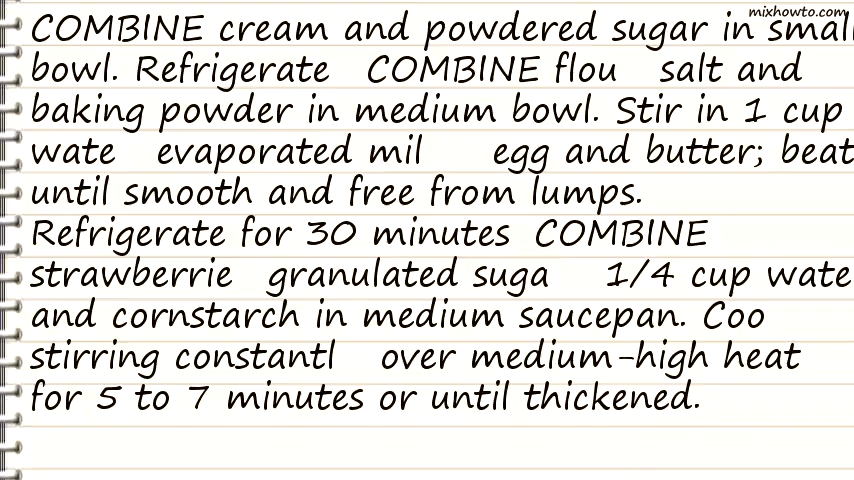 mixhowto.com
COMBINE cream and powdered sugar in small
bowl. Refrigerate COMBINE flou salt and
baking powder in medium bowl. Stir in 1 cup
wate evaporated mil egg and butter; beat
until smooth and free from lumps.
Refrigerate for 30 minutes COMBINE
strawberrie granulated suga 1/4 cup wate
and cornstarch in medium saucepan. Coo
stirring constantl over medium-high heat
for 5 to 7 minutes or until thickened.